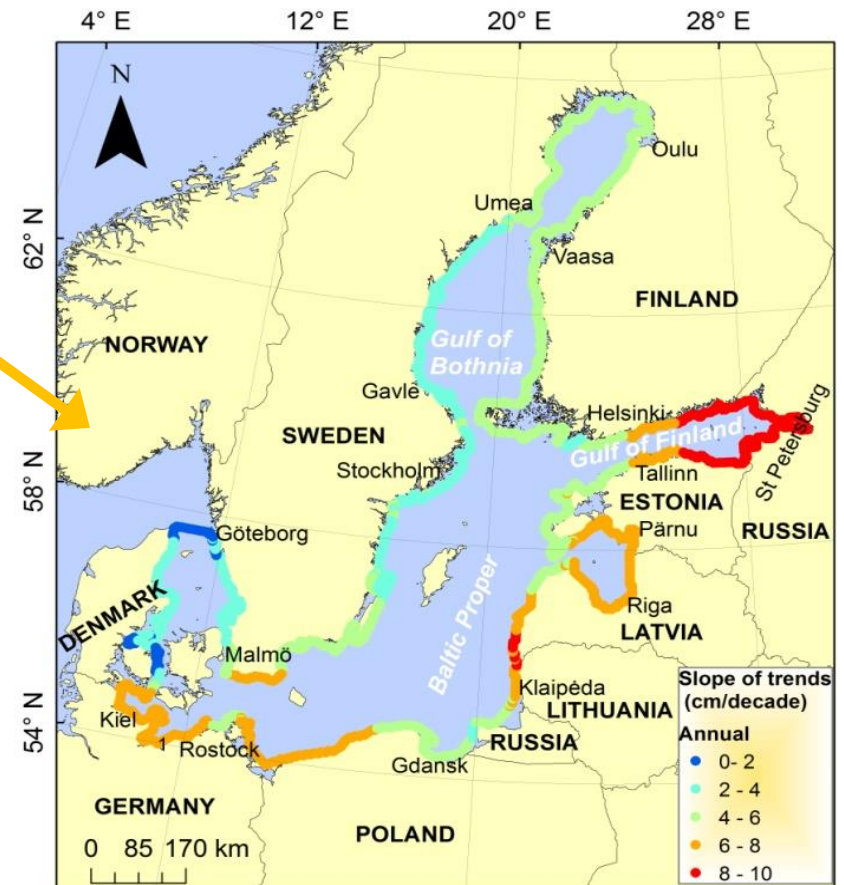 4° E
12° E
20° E
28° E
N
Oulu
Umea
62° N
Vaasa
FINLAND
NORWAY
Gulf of
Bothnia
Gavle
Helsinki
SWEDEN
Gulf of Finland
St Petersburg
Stockholm
Tallinn
58° N
ESTONIA
Göteborg
Pärnu
RUSSIA
DENMARK
Baltic Proper
Riga
LATVIA
Malmö
Klaipėda
LITHUANIA
54° N
Kiel
1
Rostock
RUSSIA
Gdansk
GERMANY
POLAND
0 85 170 km
Slope of trends
(cm/decade)
Annual
0- 2
2 - 4
4 - 6
6 - 8
8 - 10